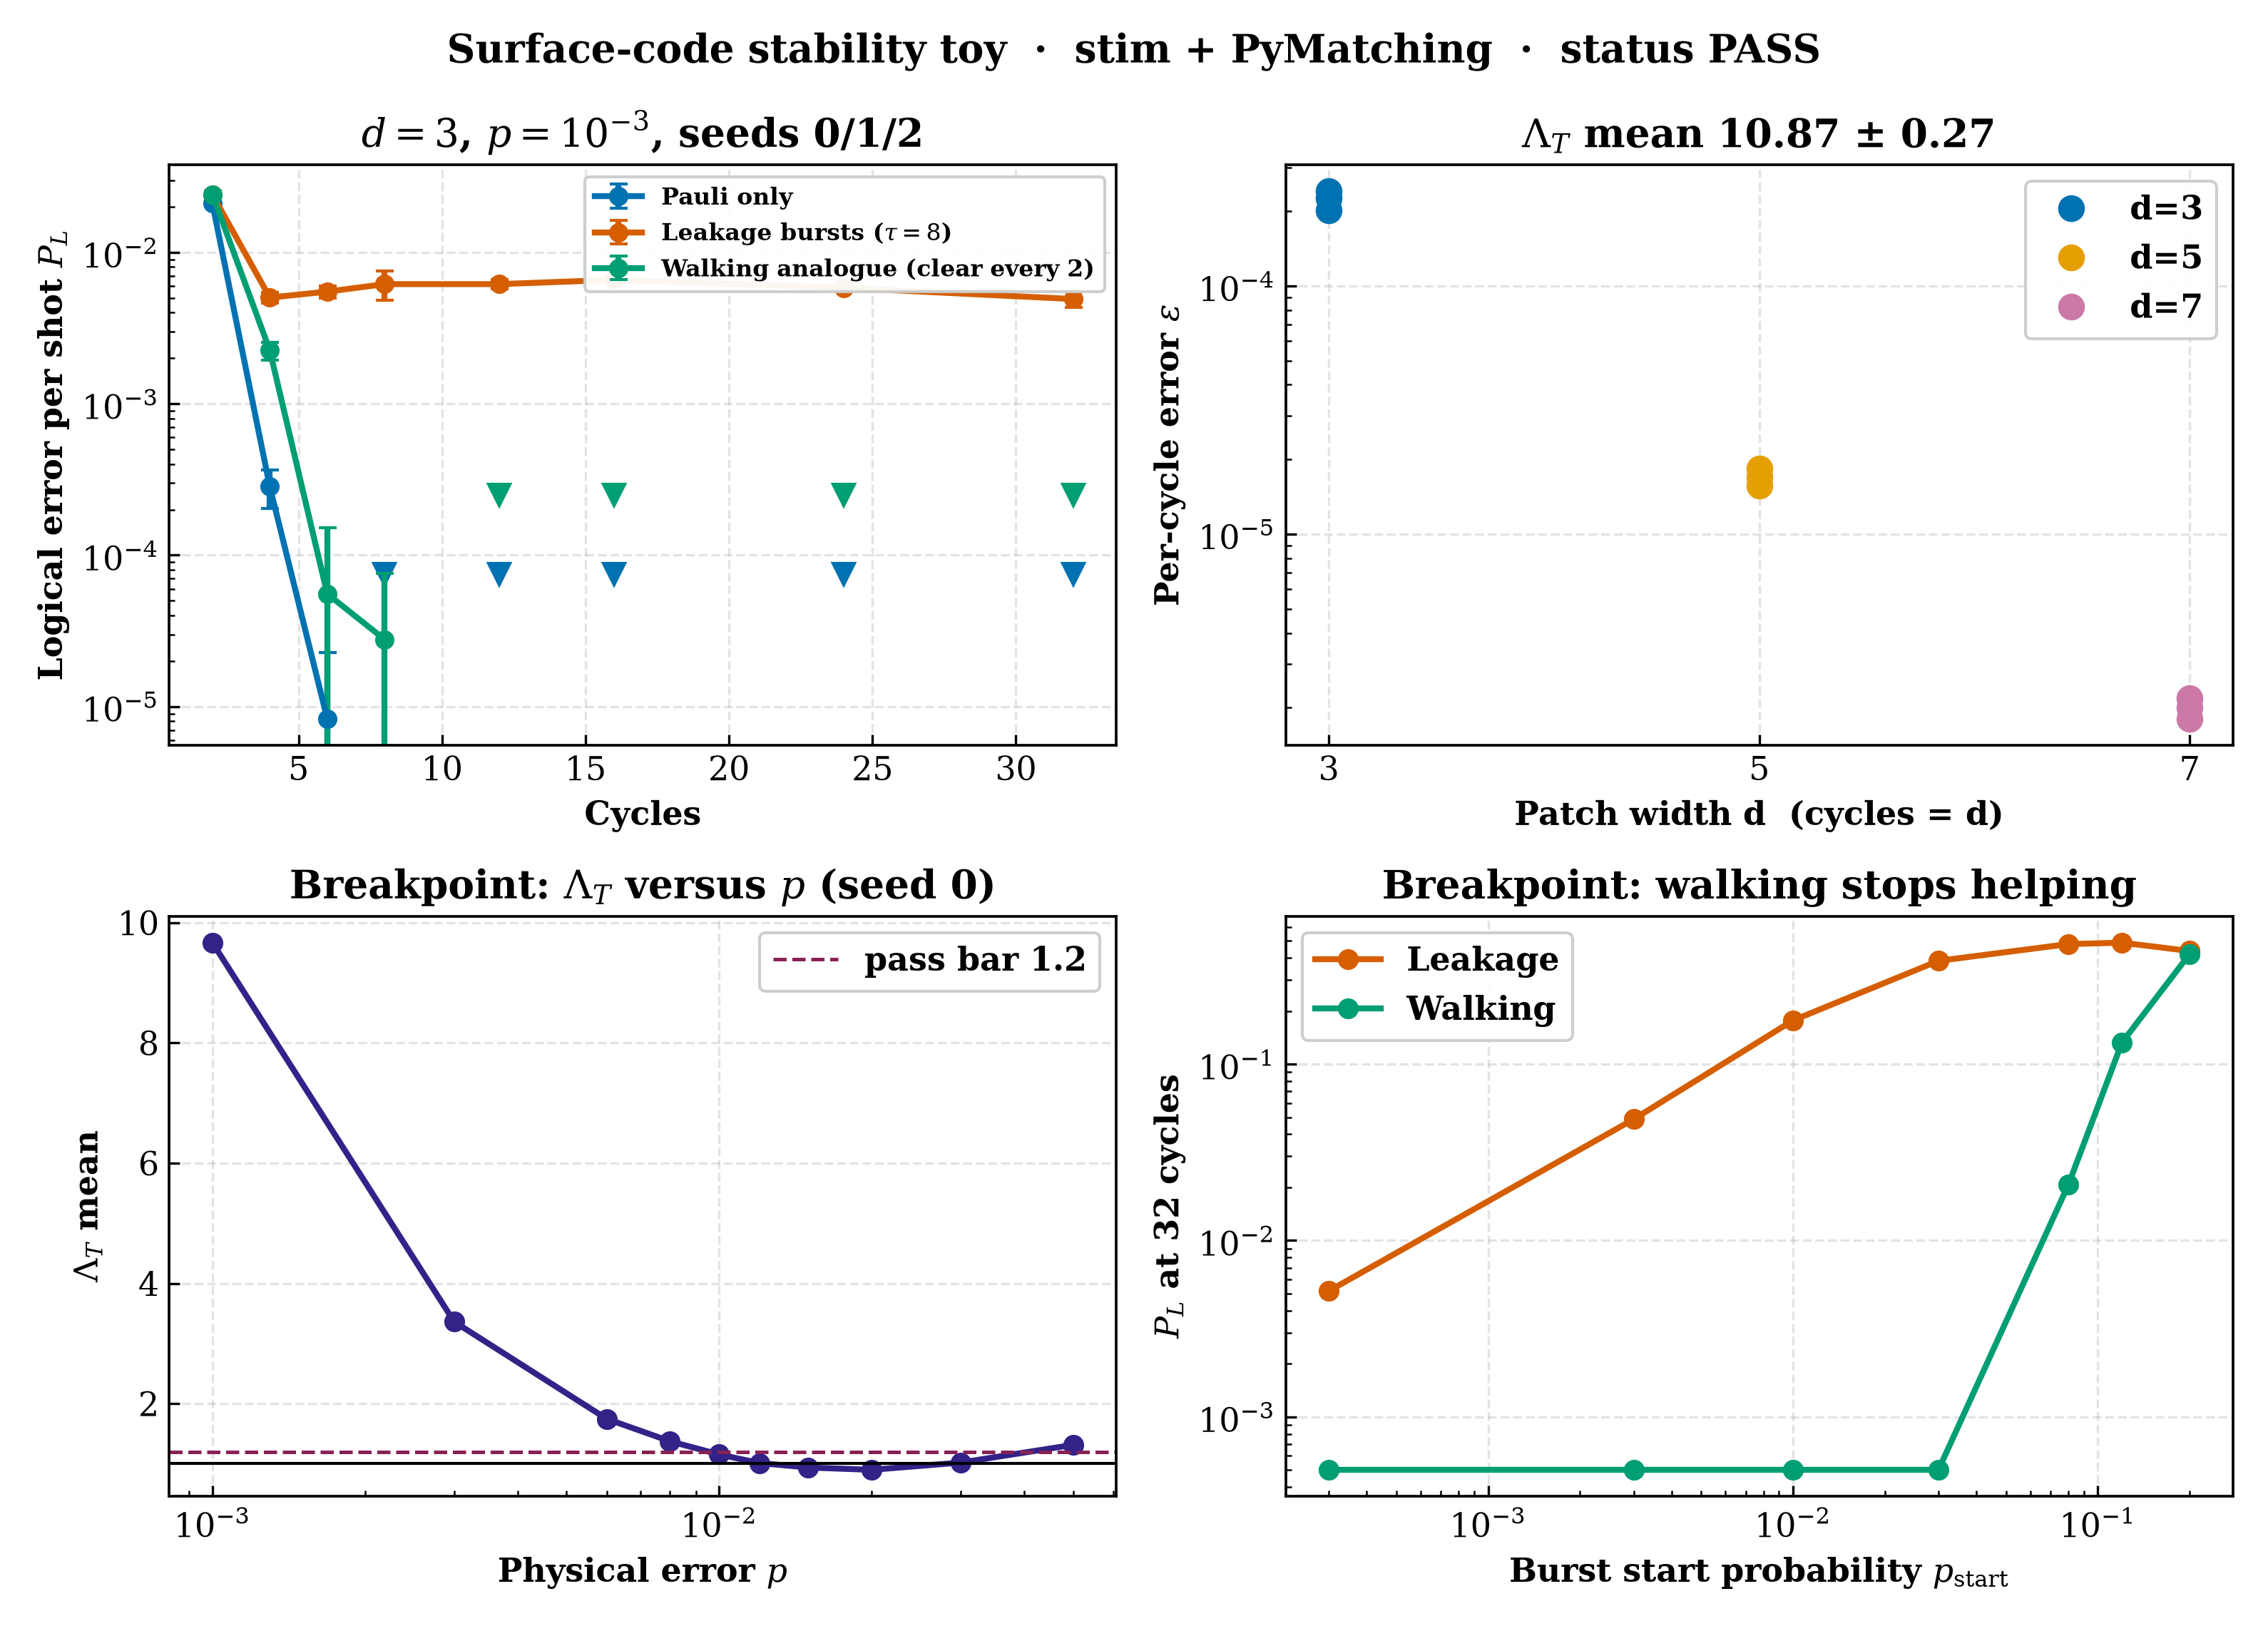 Surface-code stability toy · stim + PyMatching · status PASS
d = 3, p = 10⁻³, seeds 0/1/2
Pauli only
Leakage bursts (τ = 8)
Walking analogue (clear every 2)
Logical error per shot P_L
10⁻²
10⁻³
10⁻⁴
10⁻⁵
5 10 15 20 25 30
Cycles
Λ_T mean 10.87 ± 0.27
d=3
d=5
d=7
Per-cycle error ε
10⁻⁴
10⁻⁵
3 5 7
Patch width d (cycles = d)
Breakpoint: Λ_T versus p (seed 0)
pass bar 1.2
Λ_T mean
10
8
6
4
2
10⁻³ 10⁻²
Physical error p
Breakpoint: walking stops helping
Leakage
Walking
P_L at 32 cycles
10⁻¹
10⁻²
10⁻³
10⁻³ 10⁻² 10⁻¹
Burst start probability p_start